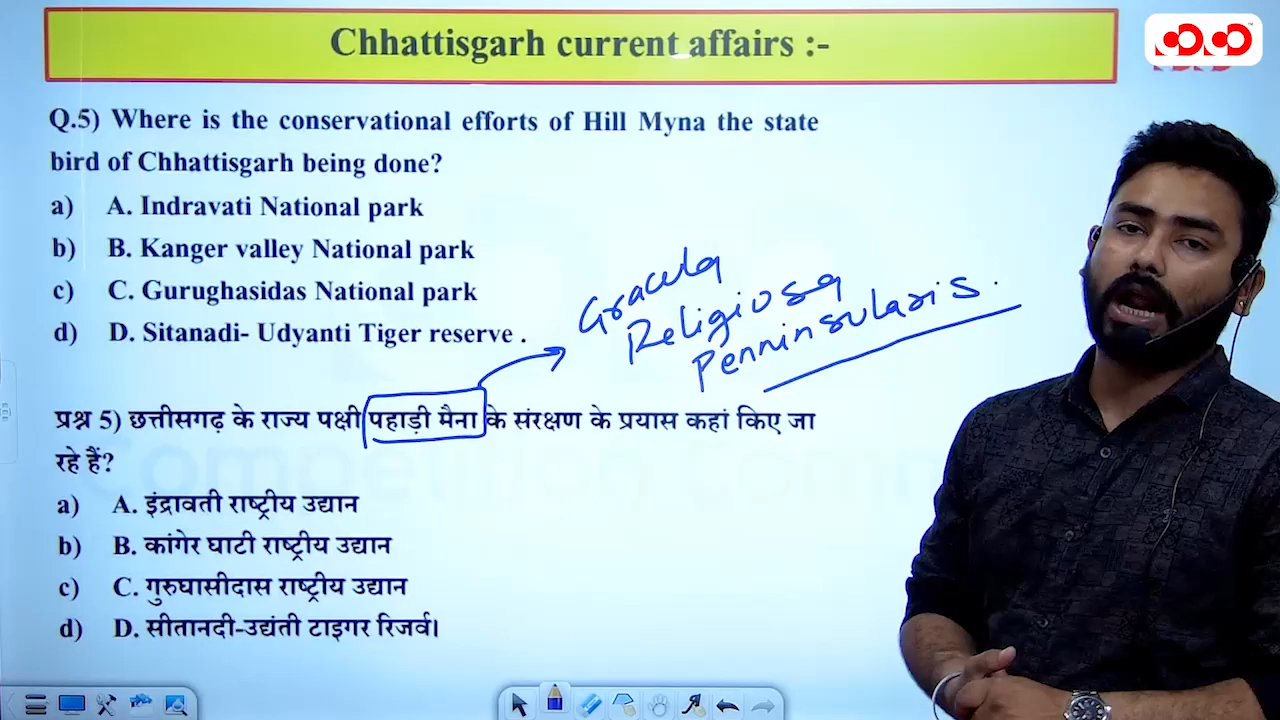 Chhattisgarh current affairs :-
Q.5) Where is the conservational efforts of Hill Myna the state
bird of Chhattisgarh being done?
a) A. Indravati National park
b) B. Kanger valley National park
c) C. Gurughasidas National park
d) D. Sitanadi- Udyanti Tiger reserve .
Gracula
Religiosa
Penninsularis.
प्रश्न 5) छत्तीसगढ़ के राज्य पक्षी पहाड़ी मैना के संरक्षण के प्रयास कहां किए जा
रहे हैं?
a) A. इंद्रावती राष्ट्रीय उद्यान
b) B. कांगेर घाटी राष्ट्रीय उद्यान
c) C. गुरुघासीदास राष्ट्रीय उद्यान
d) D. सीतानदी-उद्यंती टाइगर रिजर्व।